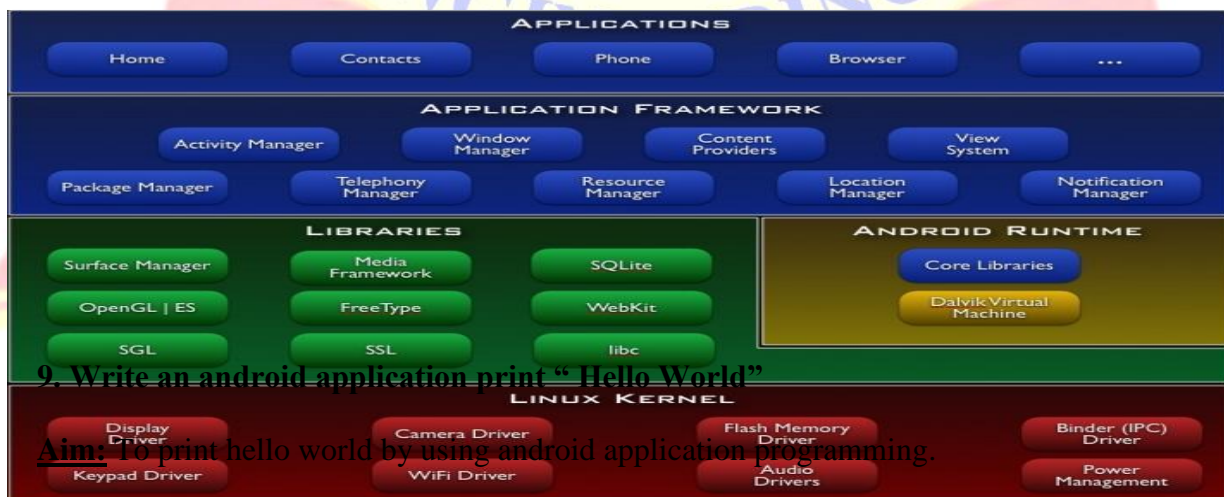 APPLICATIONS
Home Contacts Phone Browser ...
APPLICATION FRAMEWORK
Activity Manager Window Manager Content Providers View System
Package Manager Telephony Manager Resource Manager Location Manager Notification Manager
LIBRARIES
Surface Manager Media Framework SQLite
OpenGL | ES FreeType WebKit
SGL SSL libc
ANDROID RUNTIME
Core Libraries
Dalvik Virtual Machine
9. Write an android application print “ Hello World”
LINUX KERNEL
Display Driver Camera Driver Flash Memory Driver Binder (IPC) Driver
Aim: To print hello world by using android application programming.
Keypad Driver WiFi Driver Audio Drivers Power Management